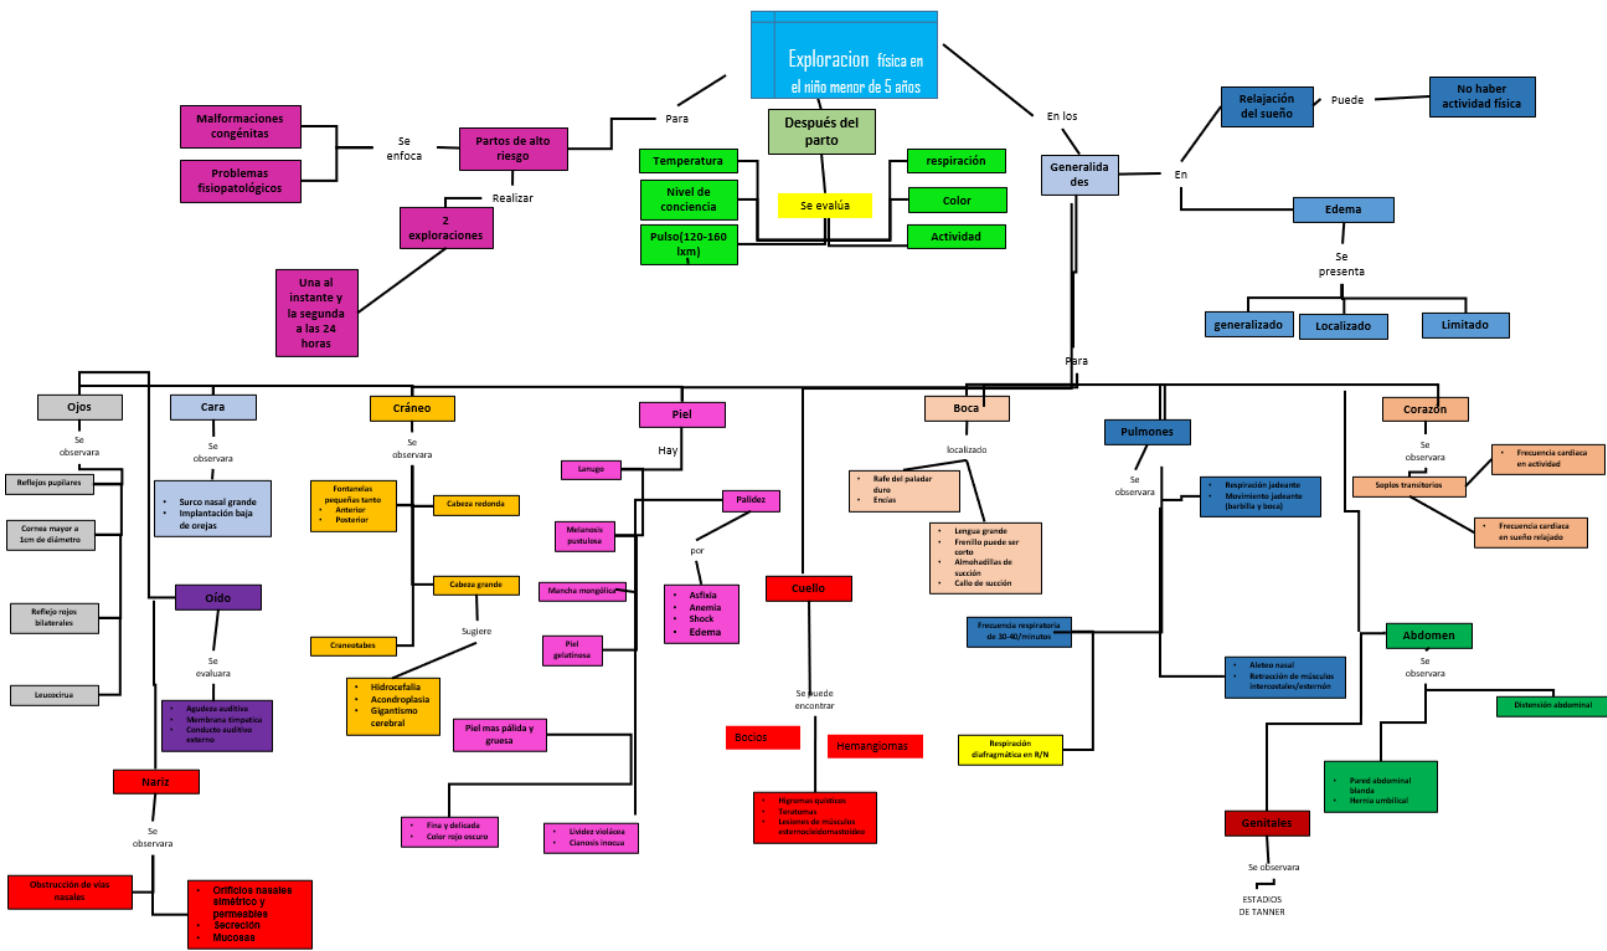 Exploracion física en
el niño menor de 5 años
Para
Partos de alto
riesgo
Se
enfoca
Malformaciones
congénitas
Problemas
fisiopatológicos
Realizar
2
exploraciones
Una al
instante y
la segunda
a las 24
horas
Después del
parto
Se evalúa
Temperatura
Nivel de
conciencia
Pulso(120-160
lxm)
respiración
Color
Actividad
En los
Generalida
des
En
Relajación
del sueño
Puede
No haber
actividad física
Edema
Se
presenta
generalizado
Localizado
Limitado
Para
Ojos
Se
observara
Reflejos pupilares
Cornea mayor a
1cm de diámetro
Reflejo rojos
bilaterales
Leucocirua
Cara
Se
observara
• Surco nasal grande
• Implantación baja
de orejas
Oído
Se
evaluara
• Agudeza auditiva
• Membrana timpatica
• Conducto auditivo
externo
Nariz
Se
observara
Obstrucción de vías
nasales
• Orificios nasales
simétrico y
permeables
• Secreción
• Mucosas
Cráneo
Se
observara
Fontanelas
pequeñas tanto
• Anterior
• Posterior
Cabeza redonda
Cabeza grande
Sugiere
• Hidrocefalia
• Acondroplasia
• Gigantismo
cerebral
Craneotabes
Piel
Hay
Lanugo
Melanosis
pustulosa
Mancha mongólica
Piel
gelatinosa
Piel mas pálida y
gruesa
• Fina y delicada
• Color rojo oscuro
• Lividez violácea
• Cianosis inocua
Palidez
por
• Asfixia
• Anemia
• Shock
• Edema
Cuello
Se puede
encontrar
Bocios
Hemangiomas
• Higromas quísticos
• Teratomas
• Lesiones de músculos
esternocleidomastoidea
Boca
localizado
• Rafe del paladar
duro
• Encías
• Lengua grande
• Frenillo puede ser
corto
• Almohadillas de
succión
• Callo de succión
Pulmones
Se
observara
• Respiración jadeante
• Movimiento jadeante
(barbilla y boca)
Frecuencia respiratoria
de 30-40/minutos
• Aleteo nasal
• Retracción de músculos
intercostales/esternón
Respiración
diafragmática en R/N
Corazón
Se
observara
Soplos transitorios
• Frecuencia cardiaca
en actividad
• Frecuencia cardiaca
en sueño relajado
Abdomen
Se
observara
Distensión abdominal
• Pared abdominal
blanda
• Hernia umbilical
Genitales
Se observara
ESTADIOS
DE TANNER